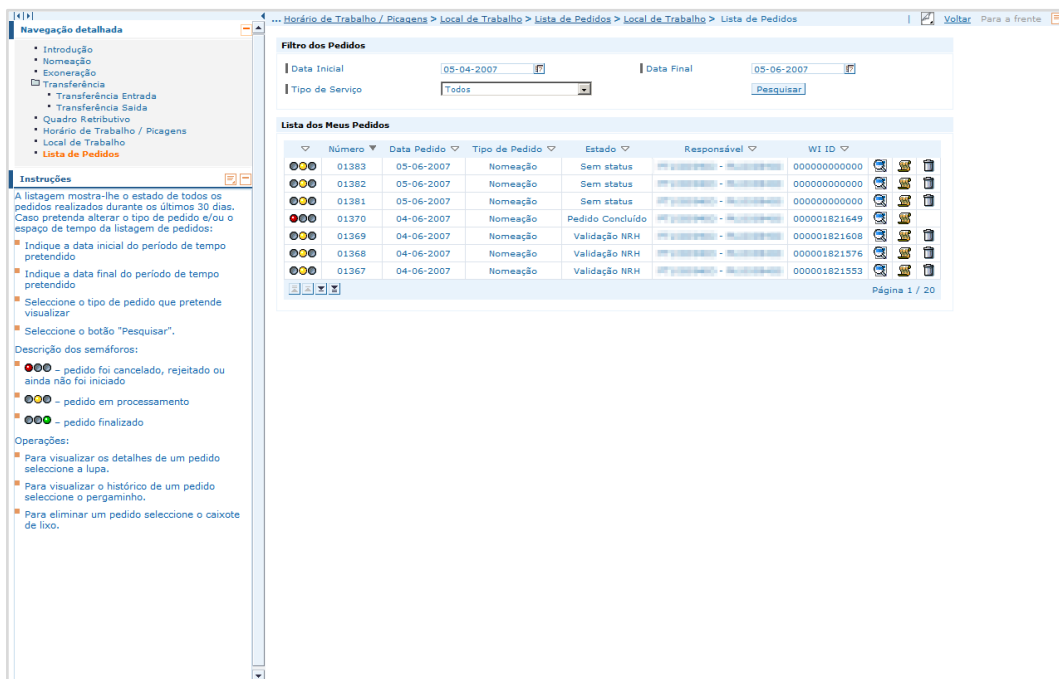 ... Horário de Trabalho / Picagens > Local de Trabalho > Lista de Pedidos > Local de Trabalho > Lista de Pedidos | Voltar Para a frente
Navegação detalhada
Introdução
Nomeação
Exoneração
Transferência
Transferência Entrada
Transferência Saida
Quadro Retributivo
Horário de Trabalho / Picagens
Local de Trabalho
Lista de Pedidos
Instruções
A listagem mostra-lhe o estado de todos os
pedidos realizados durante os últimos 30 dias.
Caso pretenda alterar o tipo de pedido e/ou o
espaço de tempo da listagem de pedidos:
Indique a data inicial do período de tempo
pretendido
Indique a data final do período de tempo
pretendido
Seleccione o tipo de pedido que pretende
visualizar
Seleccione o botão "Pesquisar".
Descrição dos semáforos:
– pedido foi cancelado, rejeitado ou
ainda não foi iniciado
– pedido em processamento
– pedido finalizado
Operações:
Para visualizar os detalhes de um pedido
seleccione a lupa.
Para visualizar o histórico de um pedido
seleccione o pergaminho.
Para eliminar um pedido seleccione o caixote
de lixo.
Filtro dos Pedidos
Data Inicial 05-04-2007 Data Final 05-06-2007
Tipo de Serviço Todos Pesquisar
Lista dos Meus Pedidos
Número Data Pedido Tipo de Pedido Estado Responsável WI ID
01383 05-06-2007 Nomeação Sem status - 000000000000
01382 05-06-2007 Nomeação Sem status - 000000000000
01381 05-06-2007 Nomeação Sem status - 000000000000
01370 04-06-2007 Nomeação Pedido Concluído - 000001821649
01369 04-06-2007 Nomeação Validação NRH - 000001821608
01368 04-06-2007 Nomeação Validação NRH - 000001821576
01367 04-06-2007 Nomeação Validação NRH - 000001821553
Página 1 / 20